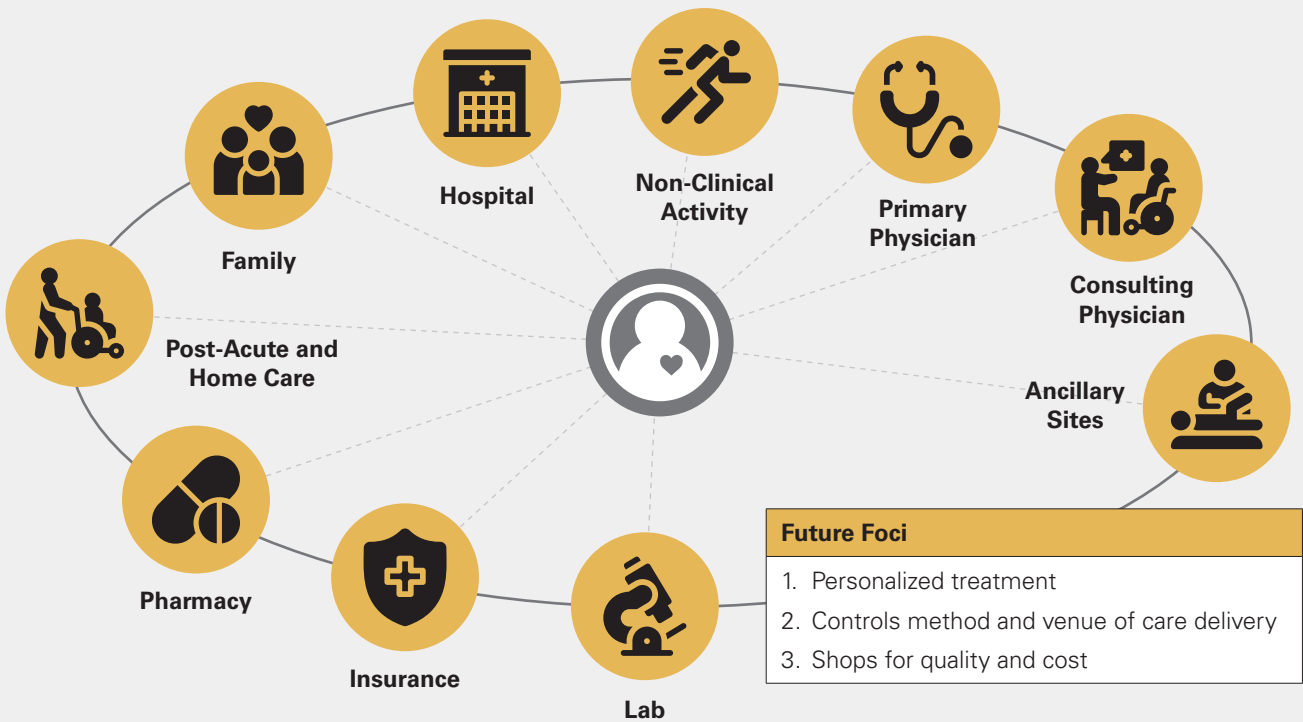 Hospital
Non-Clinical
Activity
Primary
Physician
Family
Consulting
Physician
Post-Acute and
Home Care
Ancillary
Sites
Pharmacy
Insurance
Lab
Future Foci
1. Personalized treatment
2. Controls method and venue of care delivery
3. Shops for quality and cost